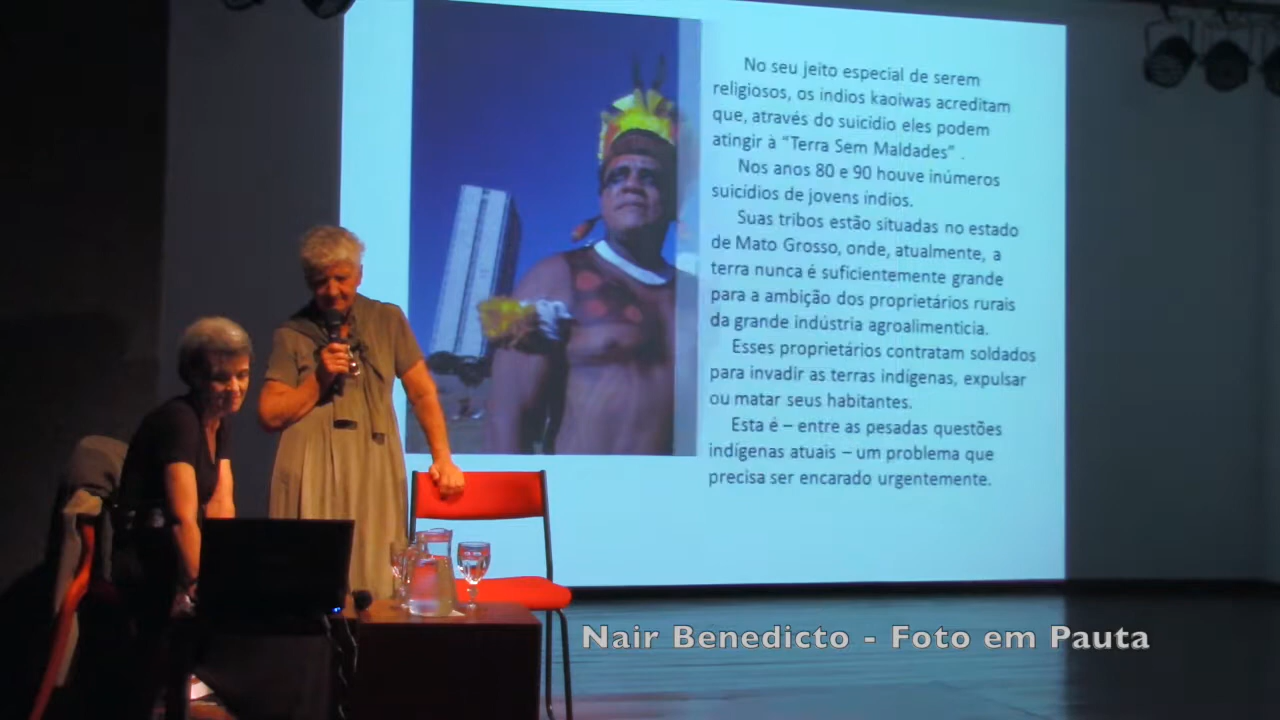 No seu jeito especial de serem
religiosos, os indios kaoiwas acreditam
que, através do suicidio eles podem
atingir à "Terra Sem Maldades" .
Nos anos 80 e 90 houve inúmeros
suicidios de jovens índios.
Suas tribos estão situadas no estado
de Mato Grosso, onde, atualmente, a
terra nunca é suficientemente grande
para a ambição dos proprietários rurais
da grande indústria agroalimenticia.
Esses proprietários contratam soldados
para invadir as terras indígenas, expulsar
ou matar seus habitantes.
Esta é – entre as pesadas questões
indígenas atuais – um problema que
precisa ser encarado urgentemente.
Nair Benedicto - Foto em Pauta